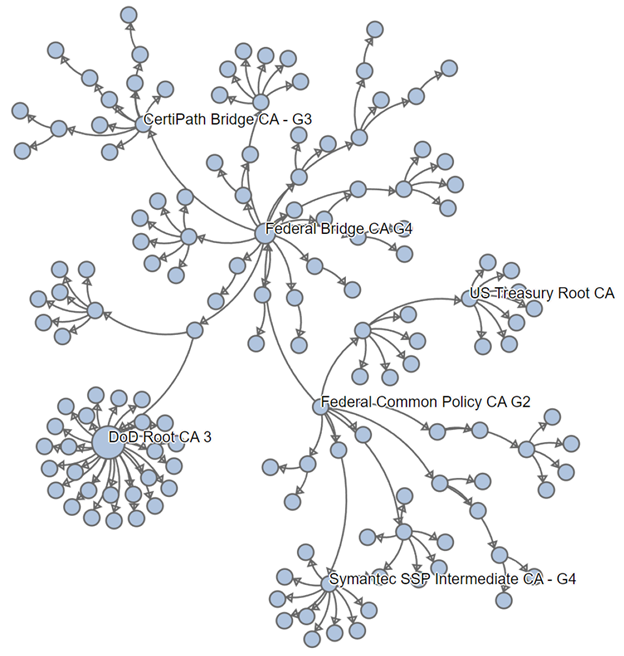 CertiPath Bridge CA - G3
Federal Bridge CA G4
US Treasury Root CA
Federal Common Policy CA G2
DoD Root CA 3
Symantec SSP Intermediate CA - G4